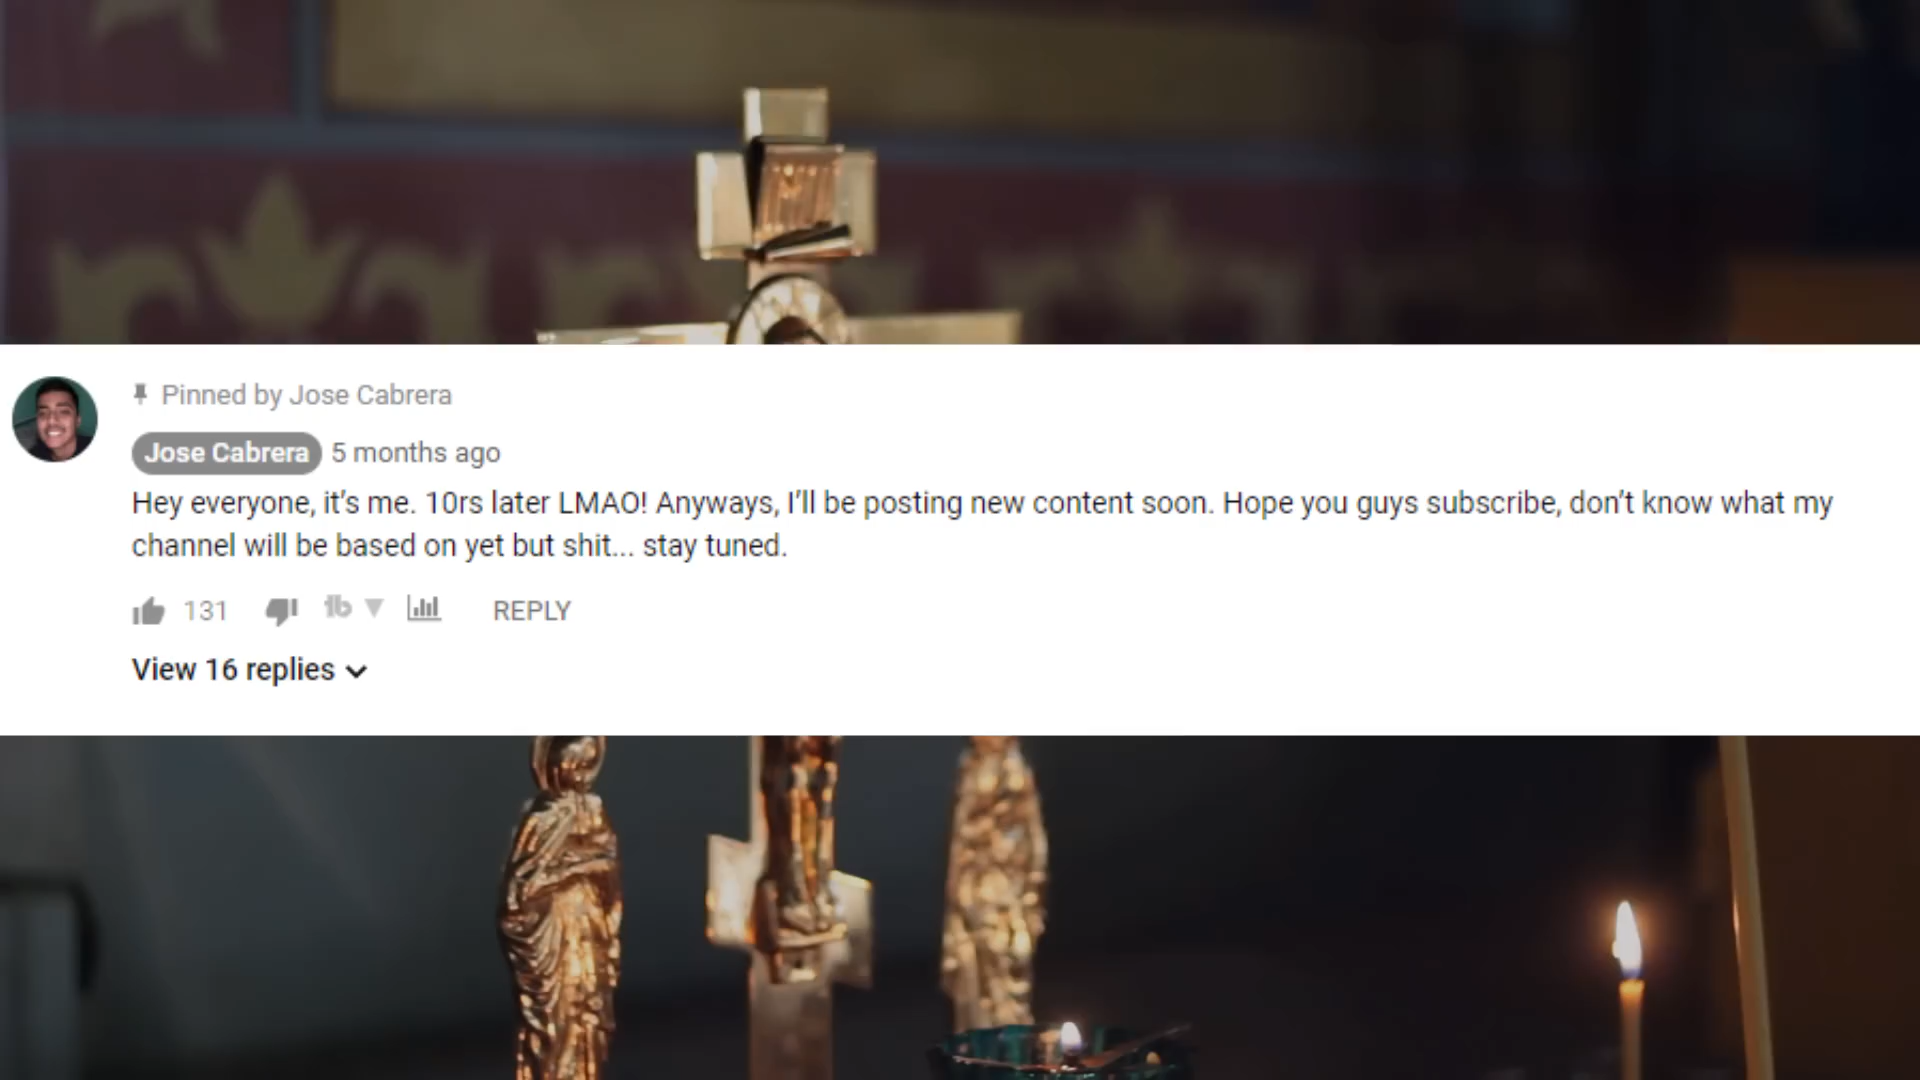 Pinned by Jose Cabrera
Jose Cabrera 5 months ago
Hey everyone, it's me. 10rs later LMAO! Anyways, I'll be posting new content soon. Hope you guys subscribe, don't know what my
channel will be based on yet but shit... stay tuned.
131 tb REPLY
View 16 replies